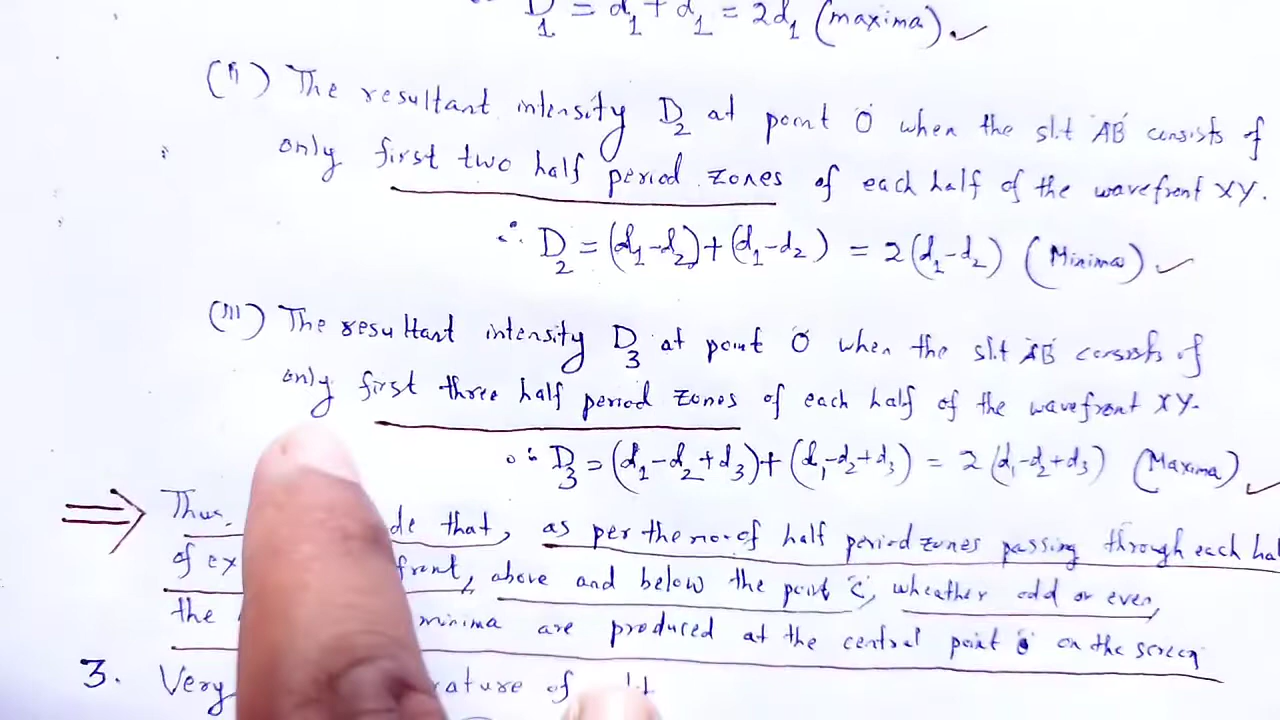 D1 = d1 + d1 = 2d1 (maxima). ✓
(II) The resultant intensity D2 at point O when the slit AB consists of
only first two half period zones of each half of the wavefront XY.
∴ D2 = (d1-d2) + (d1-d2) = 2(d1-d2) (Minima) ✓
(III) The resultant intensity D3 at point O when the slit AB consists of
only first three half period zones of each half of the wavefront XY.
∴ D3 = (d1-d2+d3) + (d1-d2+d3) = 2(d1-d2+d3) (Maxima) ✓
⇒ Thus, de that, as per the no. of half period zones passing through each hal
of ex front, above and below the point 'C', wheather odd or even,
the minima are produced at the central point o on the screen
3. Very rature of